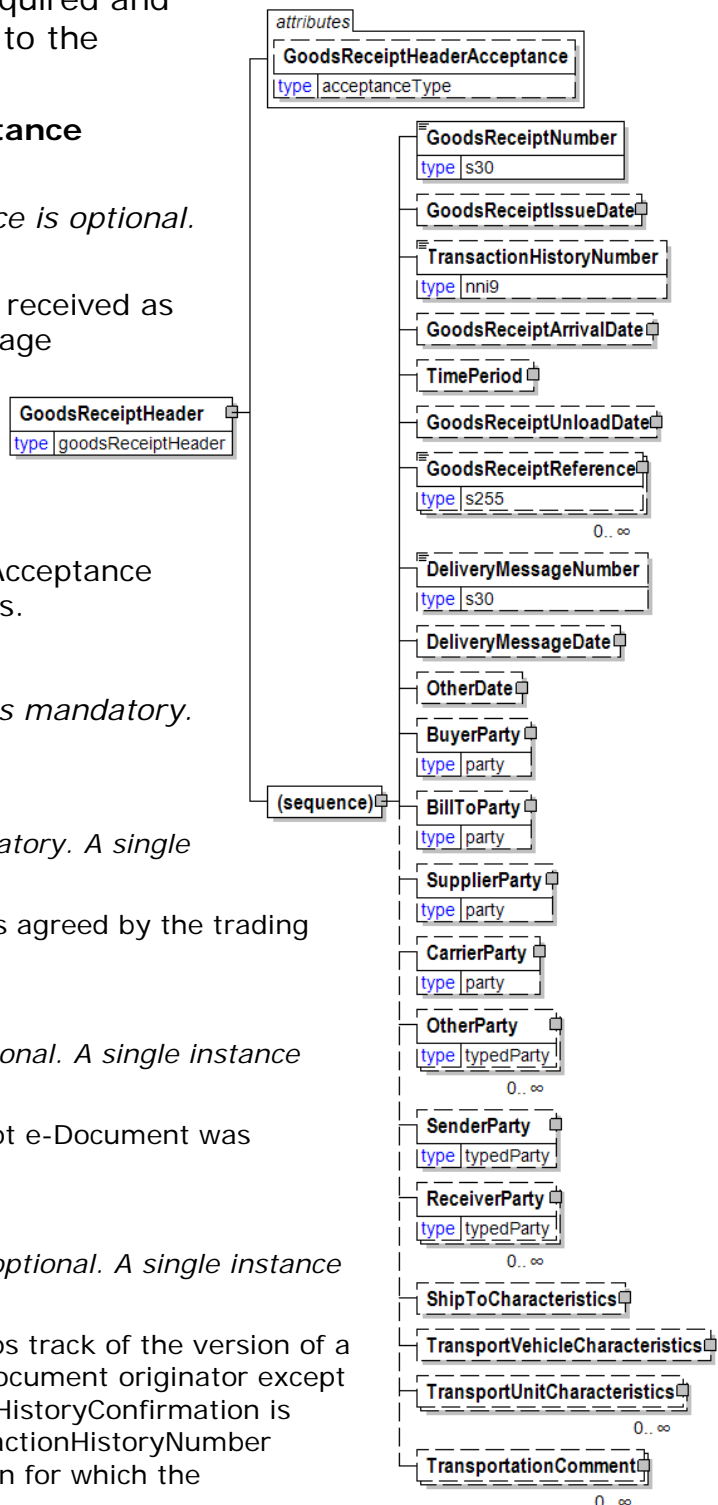 quired and
to the
tance
ce is optional.
received as
age
Acceptance
s.
s mandatory.
atory. A single
s agreed by the trading
onal. A single instance
ot e-Document was
optional. A single instance
os track of the version of a
ocument originator except
HistoryConfirmation is
actionHistoryNumber
n for which the
GoodsReceiptHeader
type goodsReceiptHeader
attributes
GoodsReceiptHeaderAcceptance
type acceptanceType
(sequence)
GoodsReceiptNumber
type s30
GoodsReceiptIssueDate
TransactionHistoryNumber
type nni9
GoodsReceiptArrivalDate
TimePeriod
GoodsReceiptUnloadDate
GoodsReceiptReference
type s255
0.. ∞
DeliveryMessageNumber
type s30
DeliveryMessageDate
OtherDate
BuyerParty
type party
BillToParty
type party
SupplierParty
type party
CarrierParty
type party
OtherParty
type typedParty
0.. ∞
SenderParty
type typedParty
ReceiverParty
type typedParty
0.. ∞
ShipToCharacteristics
TransportVehicleCharacteristics
TransportUnitCharacteristics
0.. ∞
TransportationComment
0.. ∞